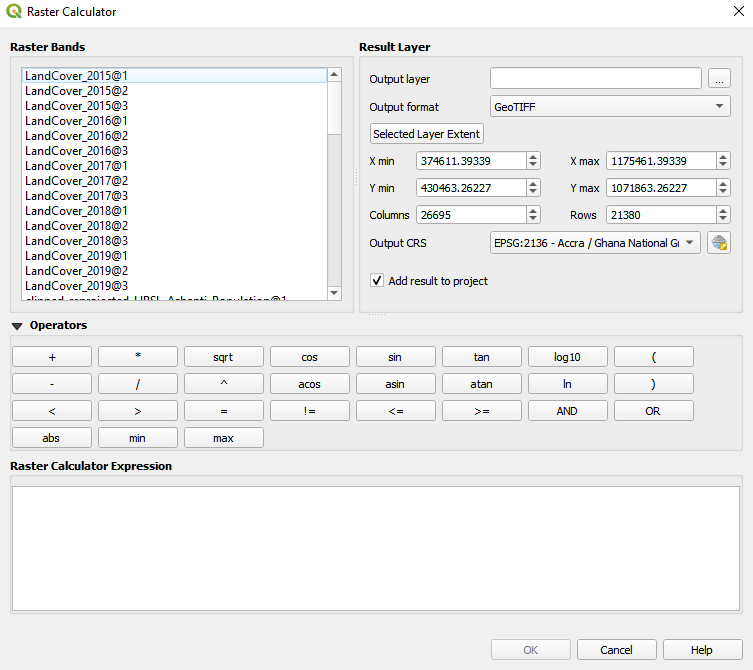 Raster Calculator
Raster Bands
LandCover_2015@1
LandCover_2015@2
LandCover_2015@3
LandCover_2016@1
LandCover_2016@2
LandCover_2016@3
LandCover_2017@1
LandCover_2017@2
LandCover_2017@3
LandCover_2018@1
LandCover_2018@2
LandCover_2018@3
LandCover_2019@1
LandCover_2019@2
LandCover_2019@3
Result Layer
Output layer
...
Output format GeoTIFF
Selected Layer Extent
X min 374611.39339 X max 1175461.39339
Y min 430463.26227 Y max 1071863.26227
Columns 26695 Rows 21380
Output CRS EPSG:2136 - Accra / Ghana National Gr
Add result to project
Operators
+ * sqrt cos sin tan log10 (
- / ^ acos asin atan ln )
< > = != <= >= AND OR
abs min max
Raster Calculator Expression
OK Cancel Help